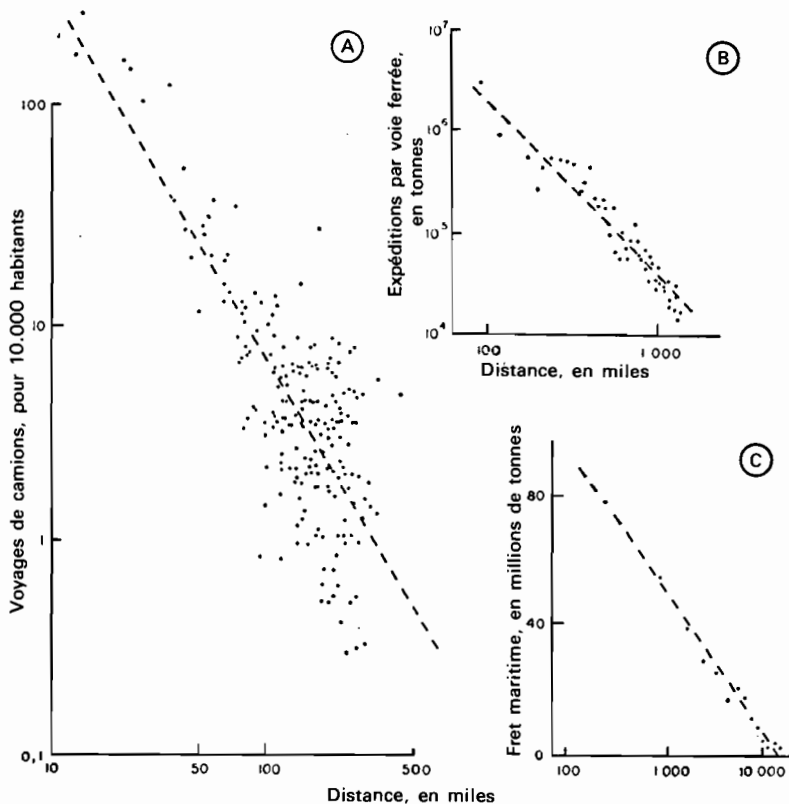 A
Voyages de camions, pour 10.000 habitants
100
10
1
0,1
10
50
100
500
Distance, en miles
B
Expéditions par voie ferrée,
en tonnes
10⁷
10⁶
10⁵
10⁴
100
1 000
Distance, en miles
C
Fret maritime, en millions de tonnes
80
40
0
100
1 000
10 000